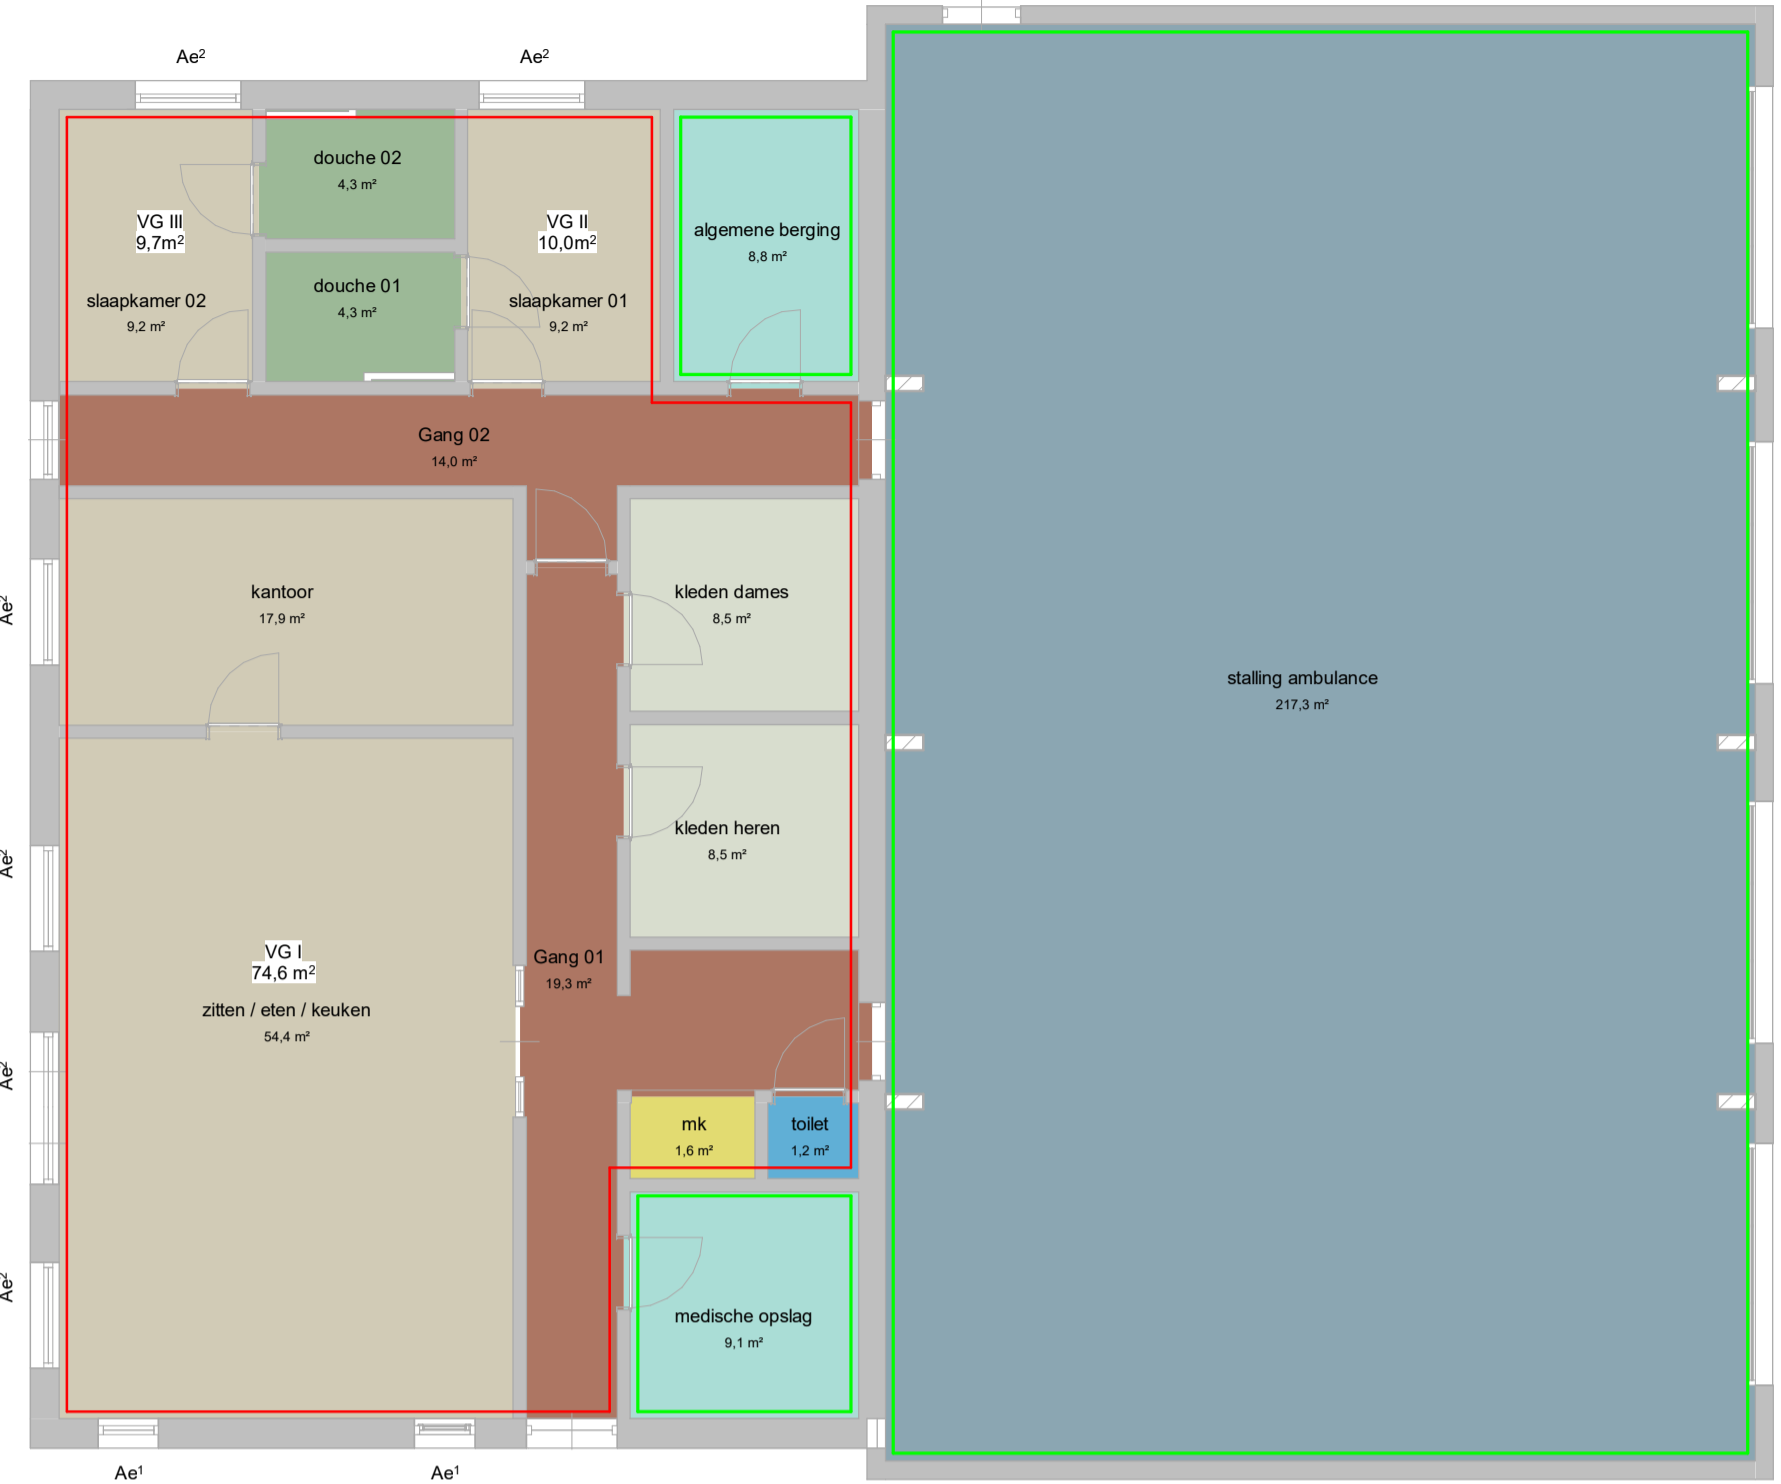 Ae²
Ae²
douche 02
4,3 m²
VG III
9,7m²
VG II
10,0m²
algemene berging
8,8 m²
douche 01
4,3 m²
slaapkamer 02
9,2 m²
slaapkamer 01
9,2 m²
Gang 02
14,0 m²
Ae²
kantoor
17,9 m²
kleden dames
8,5 m²
stalling ambulance
217,3 m²
kleden heren
8,5 m²
Ae²
VG I
74,6 m²
Gang 01
19,3 m²
zitten / eten / keuken
54,4 m²
Ae²
mk
1,6 m²
toilet
1,2 m²
Ae²
medische opslag
9,1 m²
Ae¹
Ae¹